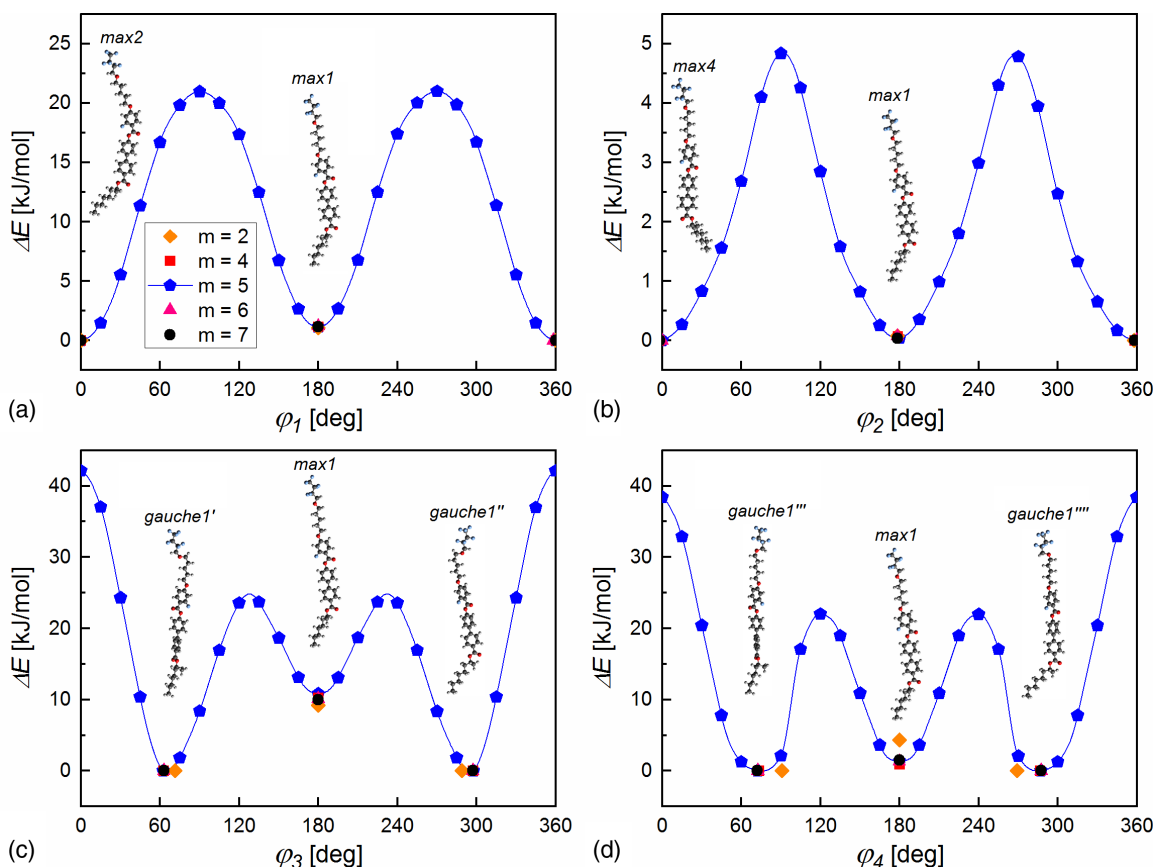 max2
max1
25
20
15
10
5
0
ΔE [kJ/mol]
m = 2
m = 4
m = 5
m = 6
m = 7
0 60 120 180 240 300 360
(a) φ1 [deg]
max4
max1
5
4
3
2
1
0
ΔE [kJ/mol]
0 60 120 180 240 300 360
(b) φ2 [deg]
gauche1' max1 gauche1''
40
30
20
10
0
ΔE [kJ/mol]
0 60 120 180 240 300 360
(c) φ3 [deg]
gauche1''' max1 gauche1''''
40
30
20
10
0
ΔE [kJ/mol]
0 60 120 180 240 300 360
(d) φ4 [deg]